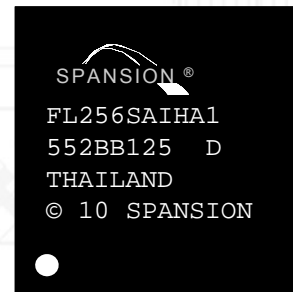 SPANSION ®
FL256SAIHA1
552BB125 D
THAILAND
© 10 SPANSION